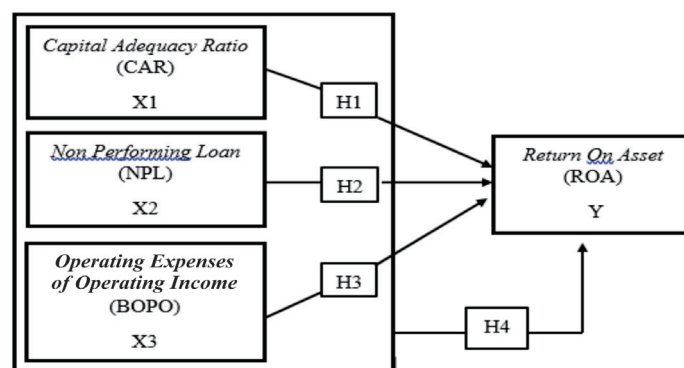 Capital Adequacy Ratio
(CAR)
X1
H1
Non Performing Loan
(NPL)
X2
H2
Return On Asset
(ROA)
Y
Operating Expenses
of Operating Income
(BOPO)
X3
H3
H4